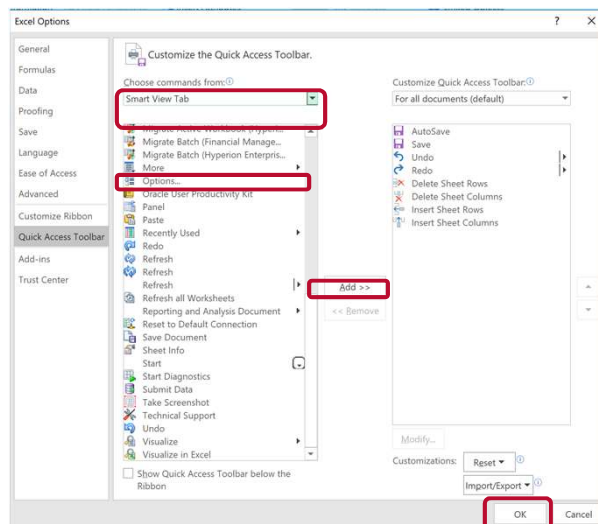 Excel Options
?
General
Formulas
Data
Proofing
Save
Language
Ease of Access
Advanced
Customize Ribbon
Quick Access Toolbar
Add-ins
Trust Center
Customize the Quick Access Toolbar.
Choose commands from:
Smart View Tab
Migrate Active Workbook (Hyperi...
Migrate Batch (Financial Manage...
Migrate Batch (Hyperion Enterpris...
More
Options...
Oracle User Productivity Kit
Panel
Paste
Recently Used
Redo
Refresh
Refresh
Refresh
Refresh all Worksheets
Reporting and Analysis Document
Reset to Default Connection
Save Document
Sheet Info
Start
Start Diagnostics
Submit Data
Take Screenshot
Technical Support
Undo
Visualize
Visualize in Excel
Show Quick Access Toolbar below the
Ribbon
Add >>
<< Remove
Customize Quick Access Toolbar:
For all documents (default)
AutoSave
Save
Undo
Redo
Delete Sheet Rows
Delete Sheet Columns
Insert Sheet Rows
Insert Sheet Columns
Modify...
Customizations:
Reset
Import/Export
OK
Cancel